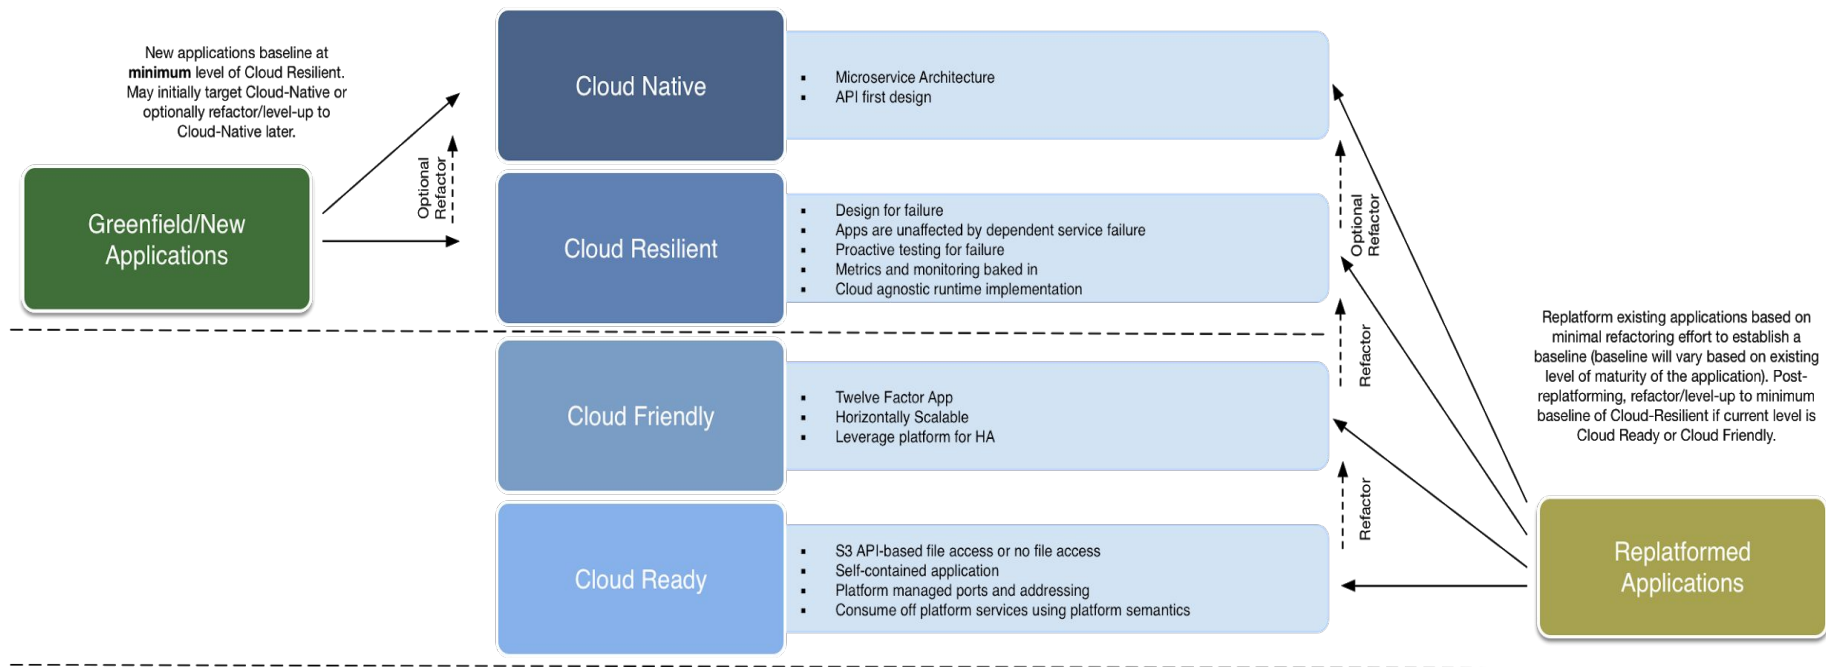 New applications baseline at
minimum level of Cloud Resilient.
May initially target Cloud-Native or
optionally refactor/level-up to
Cloud-Native later.
Greenfield/New
Applications
Optional
Refactor
Cloud Native
▪ Microservice Architecture
▪ API first design
Cloud Resilient
▪ Design for failure
▪ Apps are unaffected by dependent service failure
▪ Proactive testing for failure
▪ Metrics and monitoring baked in
▪ Cloud agnostic runtime implementation
Cloud Friendly
▪ Twelve Factor App
▪ Horizontally Scalable
▪ Leverage platform for HA
Cloud Ready
▪ S3 API-based file access or no file access
▪ Self-contained application
▪ Platform managed ports and addressing
▪ Consume off platform services using platform semantics
Optional
Refactor
Refactor
Refactor
Replatform existing applications based on
minimal refactoring effort to establish a
baseline (baseline will vary based on existing
level of maturity of the application). Post-
replatforming, refactor/level-up to minimum
baseline of Cloud-Resilient if current level is
Cloud Ready or Cloud Friendly.
Replatformed
Applications